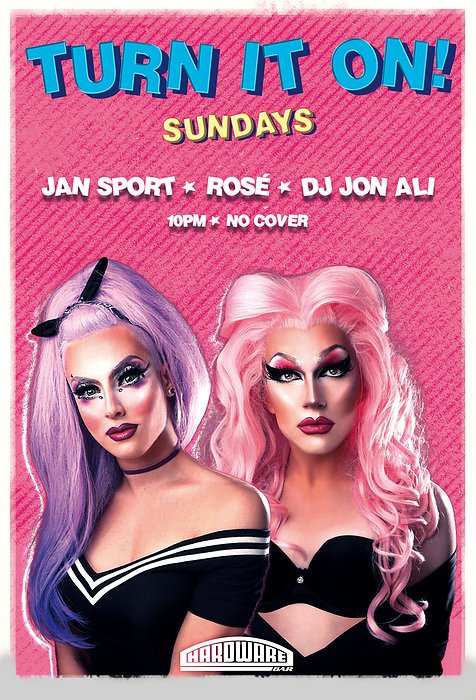 TURN IT ON!
SUNDAYS
JAN SPORT ★ ROSÉ ★ DJ JON ALI
10PM ★ NO COVER
HARDWARE
BAR